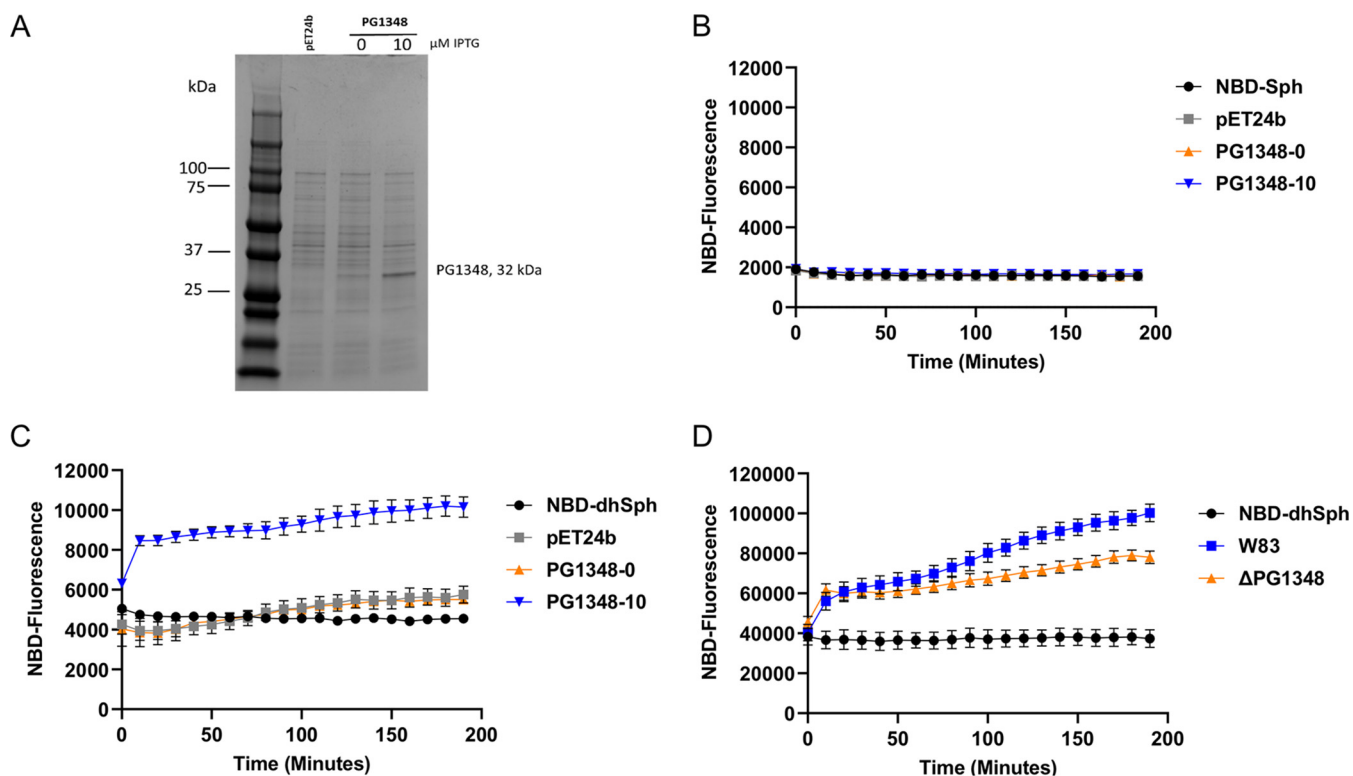 A
pET24b
PG1348
0 10 μM IPTG
kDa
100
75
37
25
PG1348, 32 kDa
B
NBD-Fluorescence
12000
10000
8000
6000
4000
2000
0
0 50 100 150 200
Time (Minutes)
NBD-Sph
pET24b
PG1348-0
PG1348-10
C
NBD-Fluorescence
12000
10000
8000
6000
4000
2000
0
0 50 100 150 200
Time (Minutes)
NBD-dhSph
pET24b
PG1348-0
PG1348-10
D
NBD-Fluorescence
120000
100000
80000
60000
40000
20000
0
0 50 100 150 200
Time (Minutes)
NBD-dhSph
W83
ΔPG1348